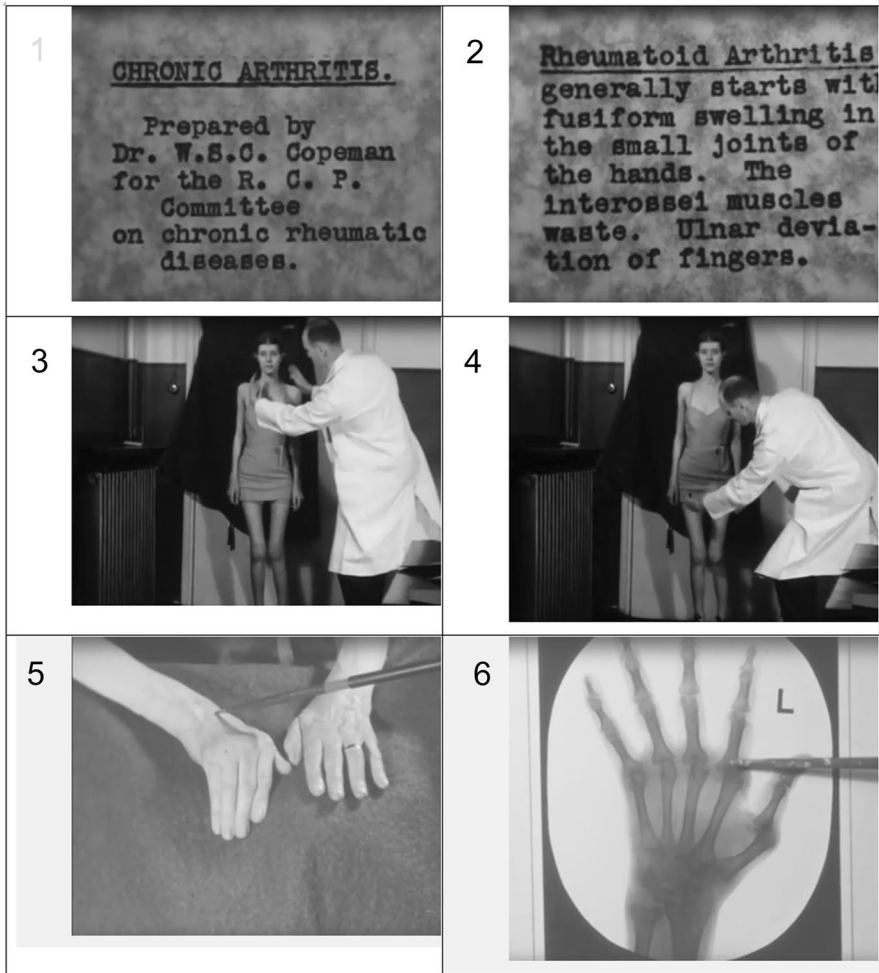 1
CHRONIC ARTHRITIS.
Prepared by
Dr. W.S.C. Copeman
for the R. C. P.
Committee
on chronic rheumatic
diseases.
2
Rheumatoid Arthritis
generally starts wit
fusiform swelling in
the small joints of
the hands. The
interossei muscles
waste. Ulnar devia-
tion of fingers.
3
4
5
6
L